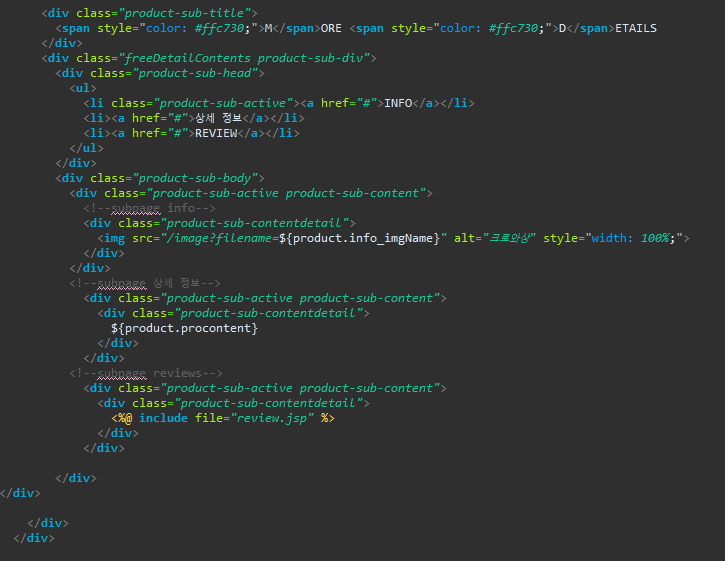 <div class="product-sub-title">
<span style="color: #ffc730;">M</span>ORE <span style="color: #ffc730;">D</span>ETAILS
</div>
<div class="freeDetailContents product-sub-div">
<div class="product-sub-head">
<ul>
<li class="product-sub-active"><a href="#">INFO</a></li>
<li><a href="#">상세 정보</a></li>
<li><a href="#">REVIEW</a></li>
</ul>
</div>
<div class="product-sub-body">
<div class="product-sub-active product-sub-content">
<!--subpage info-->
<div class="product-sub-contentdetail">
<img src="/image?filename=${product.info_imgName}" alt="크로와상" style="width: 100%;">
</div>
</div>
<!--subpage 상세 정보-->
<div class="product-sub-active product-sub-content">
<div class="product-sub-contentdetail">
${product.procontent}
</div>
</div>
<!--subpage reviews-->
<div class="product-sub-active product-sub-content">
<div class="product-sub-contentdetail">
<%@ include file="review.jsp" %>
</div>
</div>
</div>
</div>
</div>
</div>